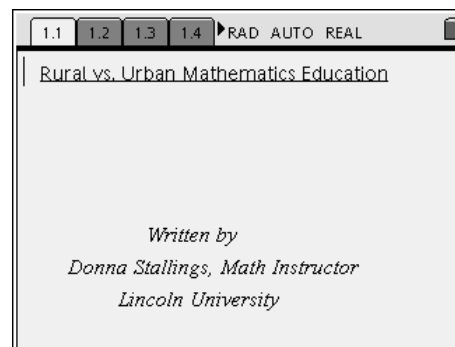 1.1 1.2 1.3 1.4 RAD AUTO REAL
Rural vs. Urban Mathematics Education
Written by
Donna Stallings, Math Instructor
Lincoln University